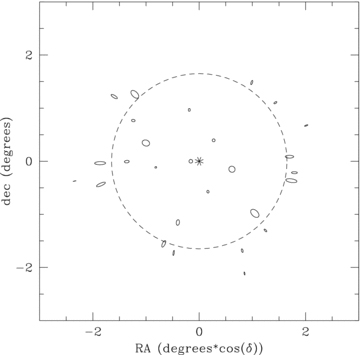 2
0
−2
dec (degrees)
−2 0 2
RA (degrees*cos(δ))